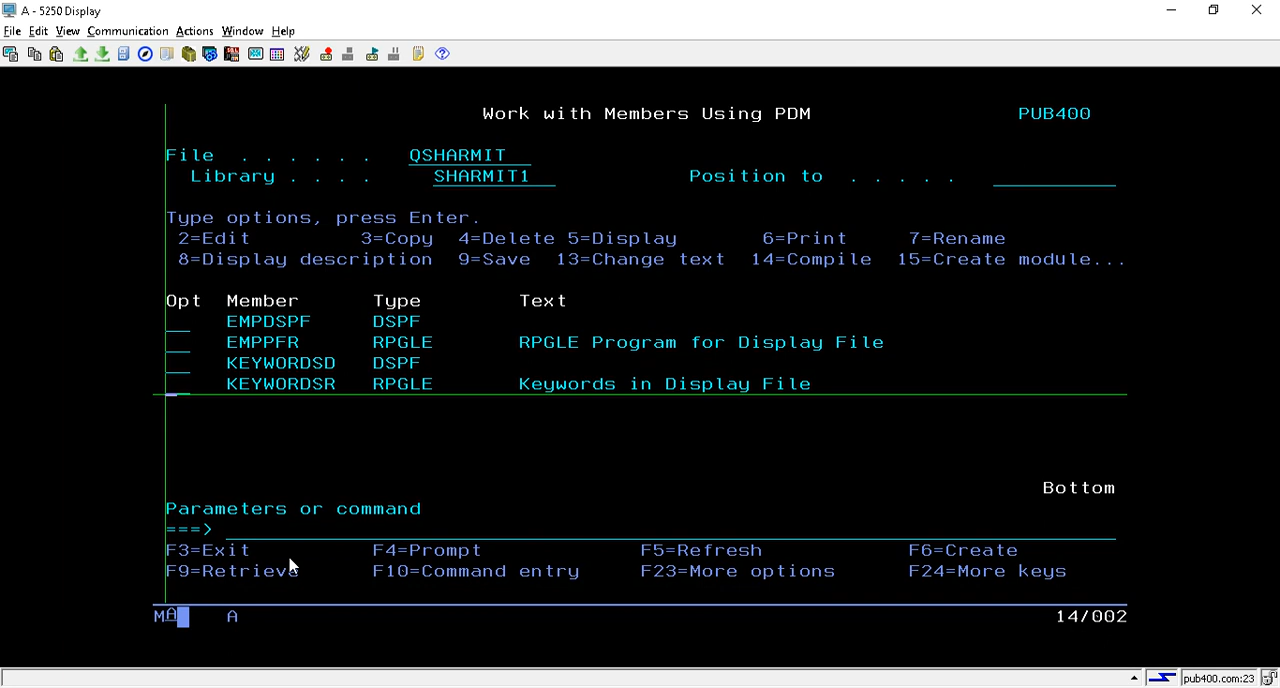 A - 5250 Display
File Edit View Communication Actions Window Help
Work with Members Using PDM PUB400
File . . . . . . QSHARMIT
Library . . . . SHARMIT1 Position to . . . . .
Type options, press Enter.
2=Edit 3=Copy 4=Delete 5=Display 6=Print 7=Rename
8=Display description 9=Save 13=Change text 14=Compile 15=Create module...
Opt Member Type Text
EMPDSPF DSPF
EMPPFR RPGLE RPGLE Program for Display File
KEYWORDSD DSPF
KEYWORDSR RPGLE Keywords in Display File
Bottom
Parameters or command
===>
F3=Exit F4=Prompt F5=Refresh F6=Create
F9=Retrieve F10=Command entry F23=More options F24=More keys
MA A 14/002
pub400.com:23